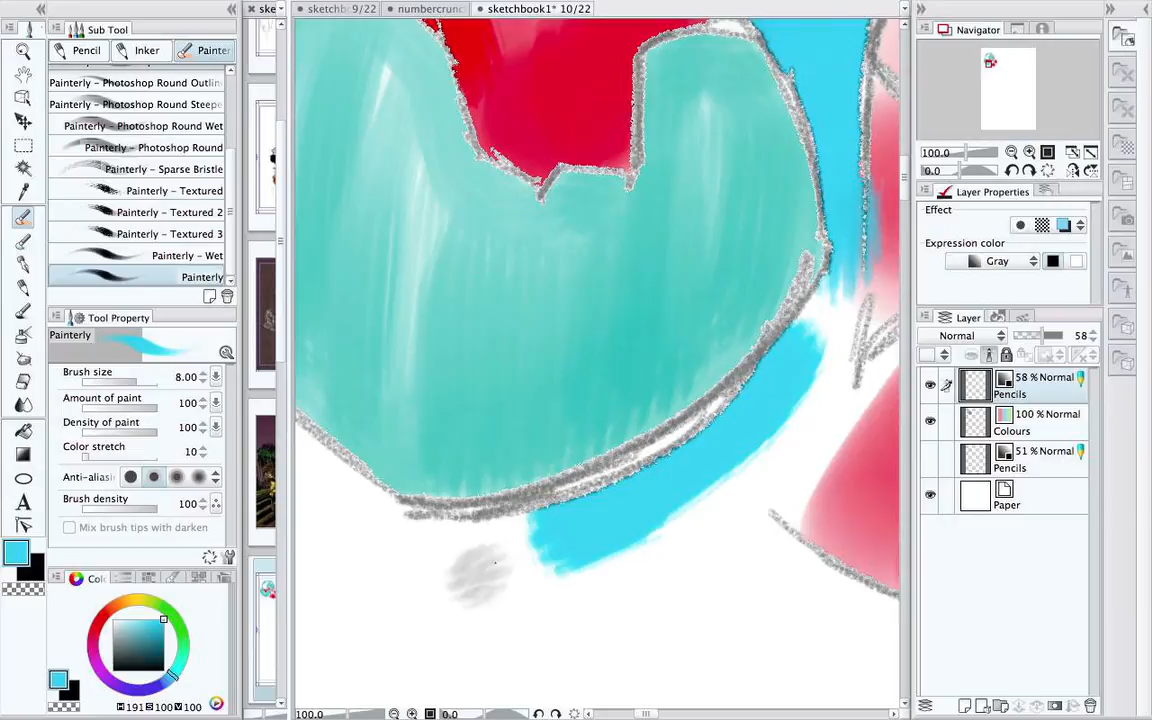 Sub Tool
Pencil
Inker
Painter
Painterly - Photoshop Round Outlin
Painterly - Photoshop Round Steepe
Painterly - Photoshop Round Wet
Painterly - Photoshop Round
Painterly - Sparse Bristle
Painterly - Textured
Painterly - Textured 2
Painterly - Textured 3
Painterly - Wet
Painterly
Tool Property
Painterly
Brush size
8.00
Amount of paint
100
Density of paint
100
Color stretch
10
Anti-aliasi
Brush density
100
Mix brush tips with darken
Colo
H 191 S 100 V 100
ske
sketchb 9/22
numbercrunc
sketchbook1* 10/22
100.0
0.0
Navigator
100.0
0.0
Layer Properties
Effect
Expression color
Gray
Layer
Normal
58
58 % Normal
Pencils
100 % Normal
Colours
51 % Normal
Pencils
Paper